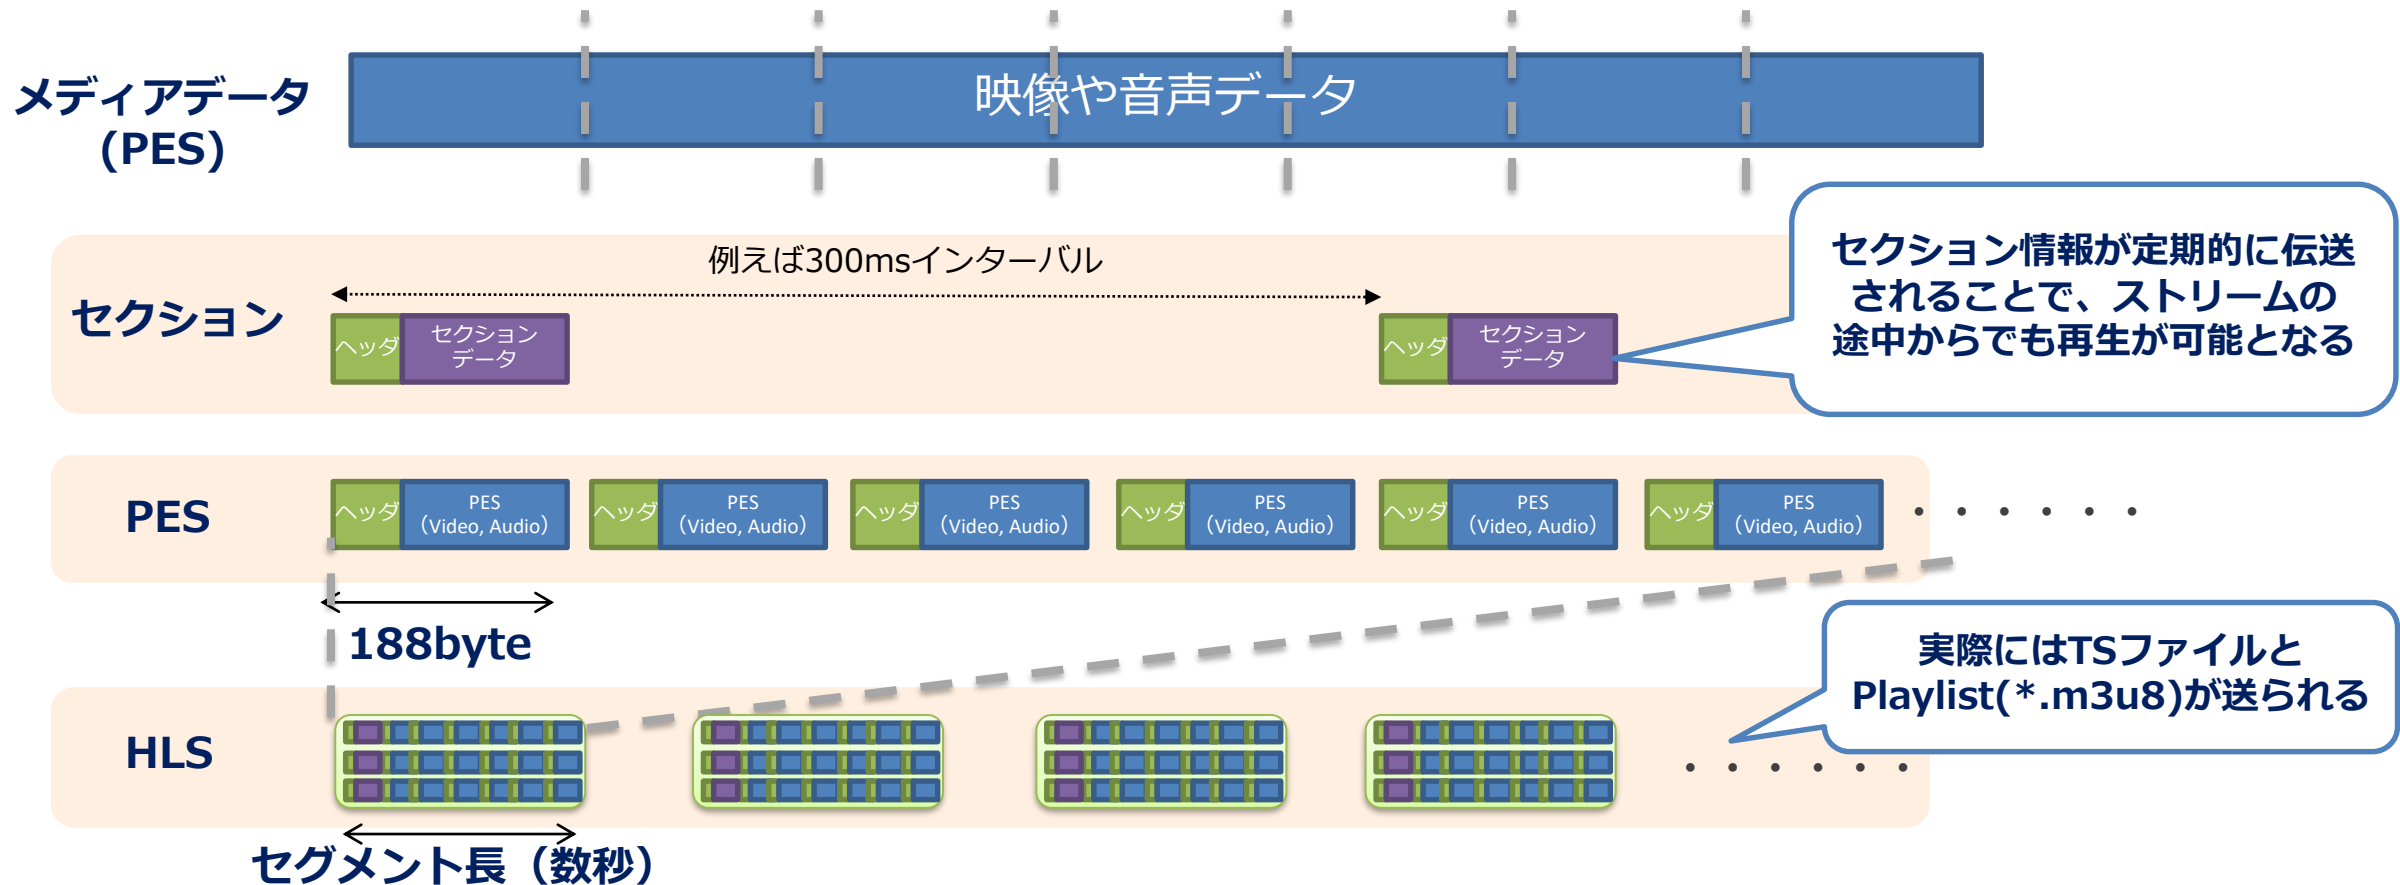 メディアデータ
(PES)
映像や音声データ
セクション
例えば300msインターバル
ヘッダ
セクション
データ
ヘッダ
セクション
データ
セクション情報が定期的に伝送
されることで、ストリームの
途中からでも再生が可能となる
PES
ヘッダ
PES
（Video, Audio）
ヘッダ
PES
（Video, Audio）
ヘッダ
PES
（Video, Audio）
ヘッダ
PES
（Video, Audio）
ヘッダ
PES
（Video, Audio）
ヘッダ
PES
（Video, Audio）
・・・・・・
188byte
実際にはTSファイルと
Playlist(*.m3u8)が送られる
HLS
・・・・・・
セグメント長（数秒）